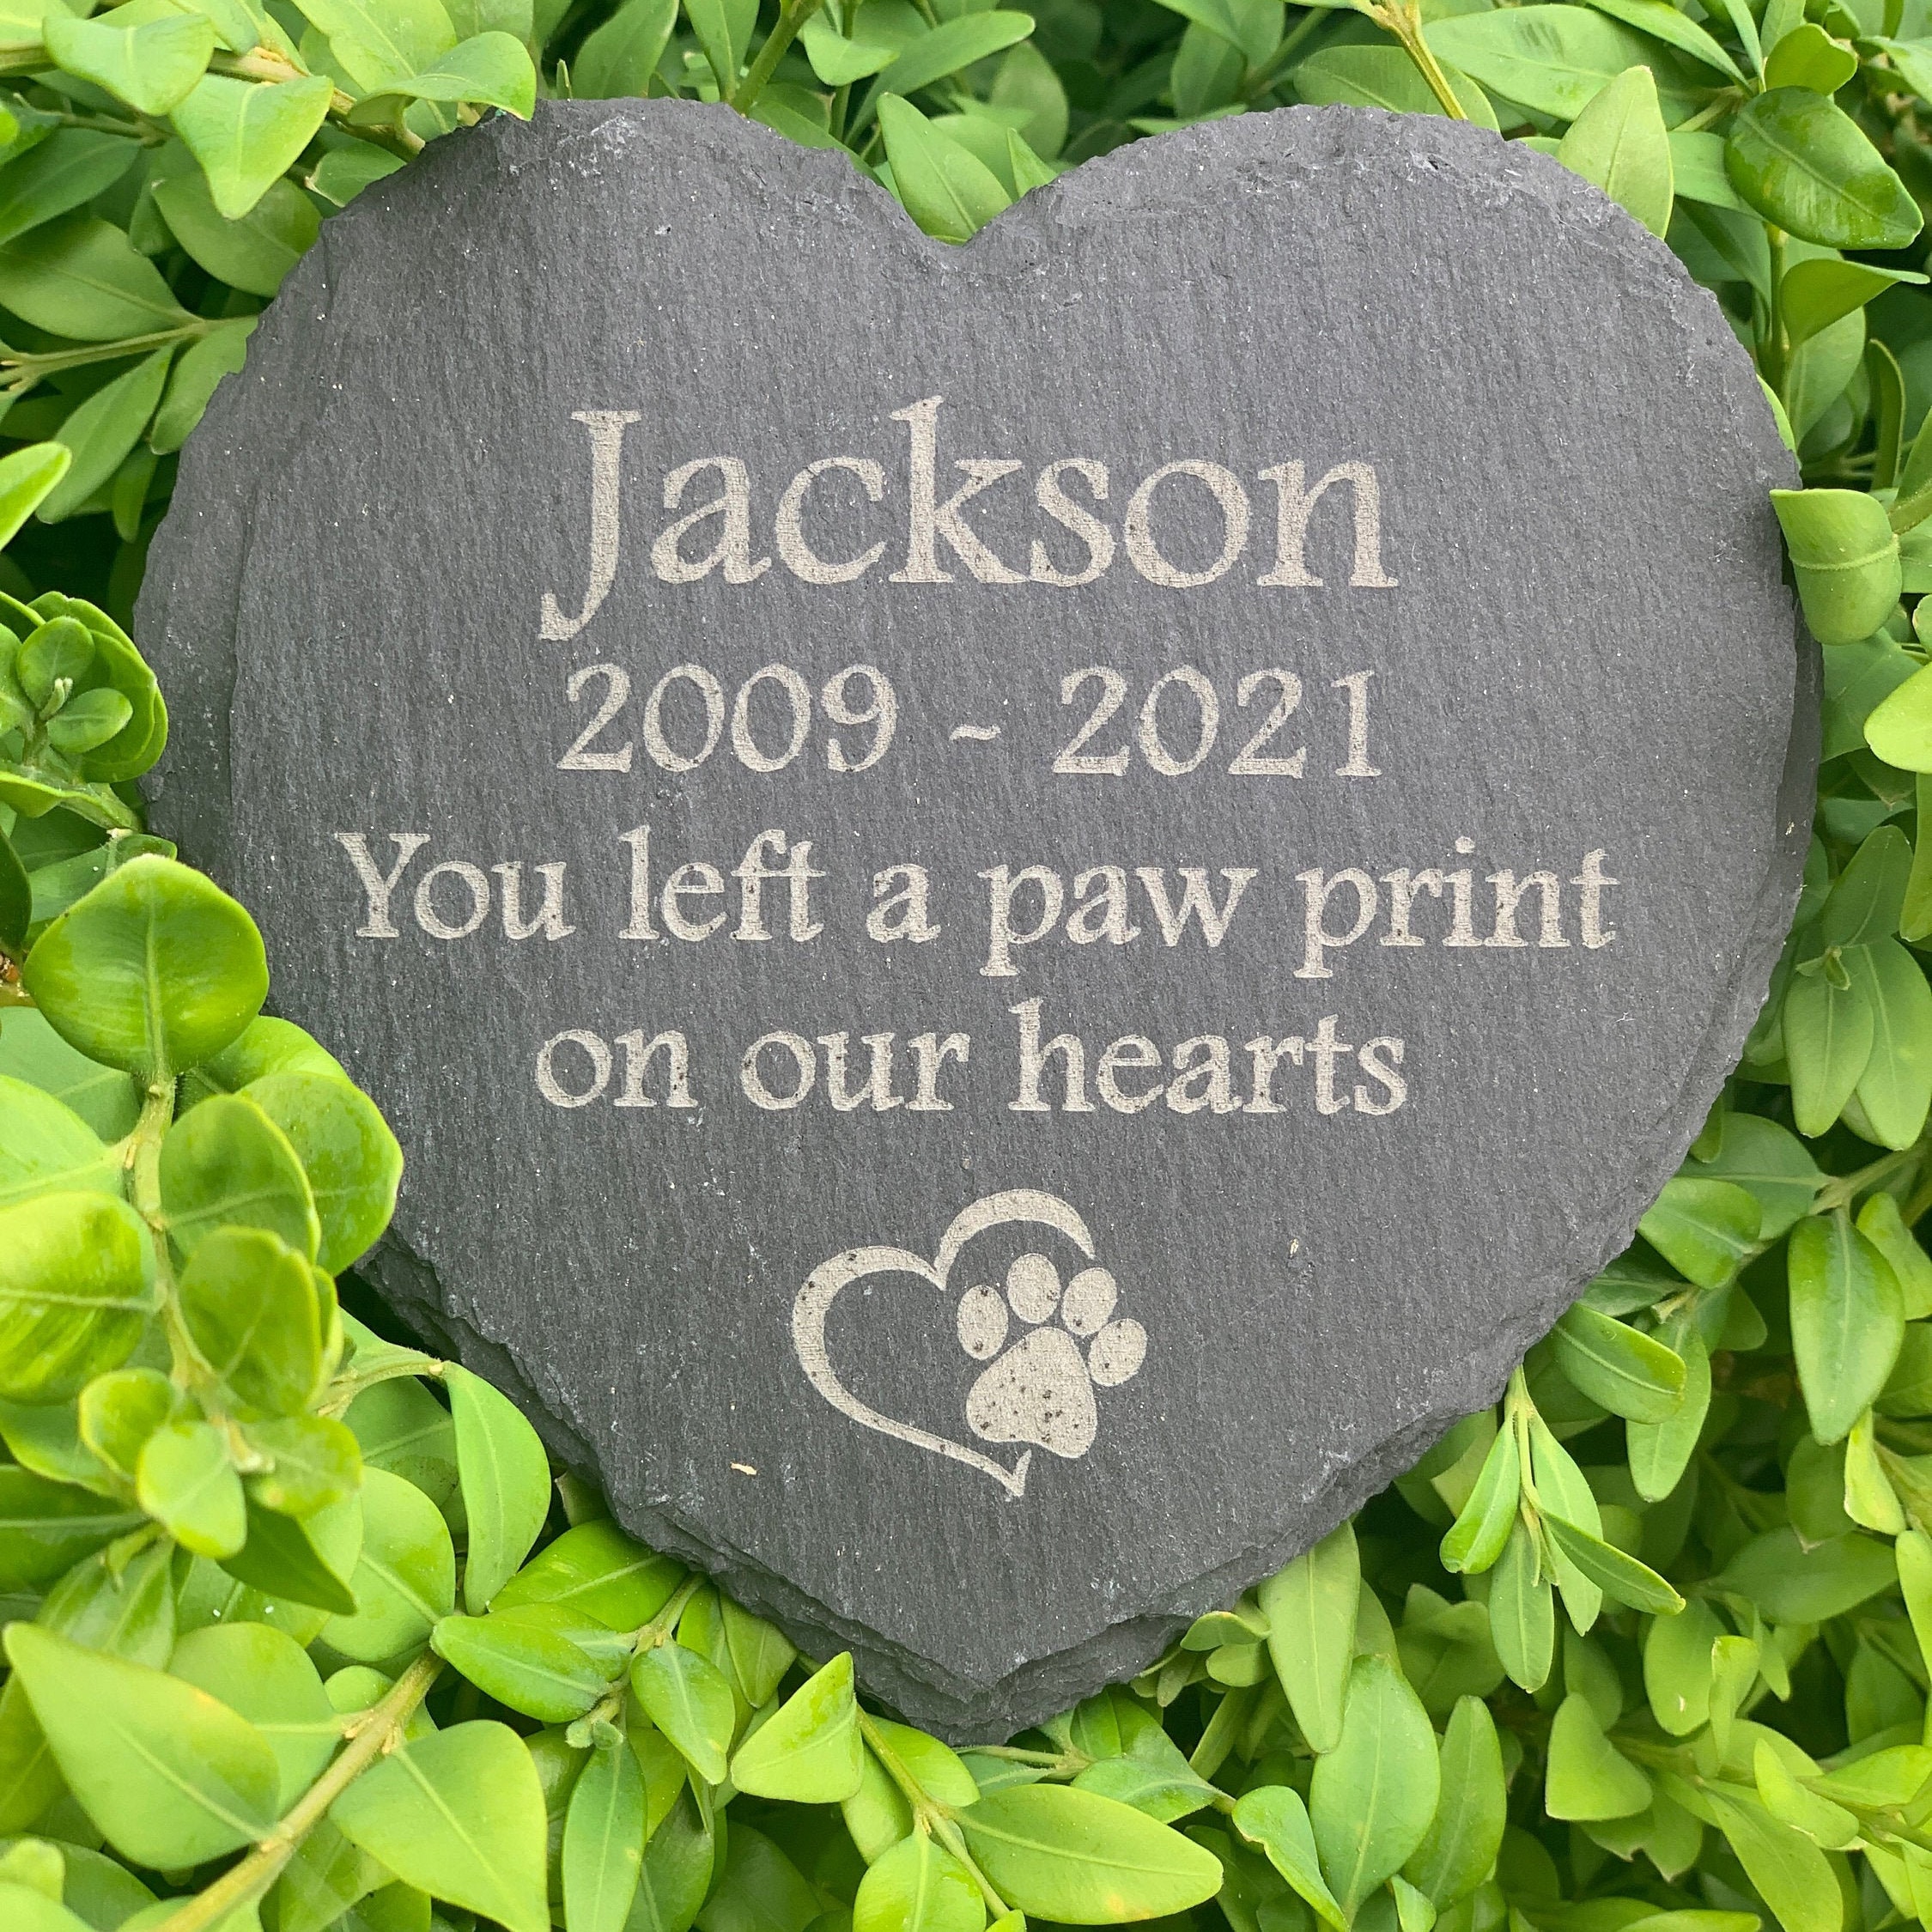 Jackson
2009 - 2021
You left a paw print
on our hearts